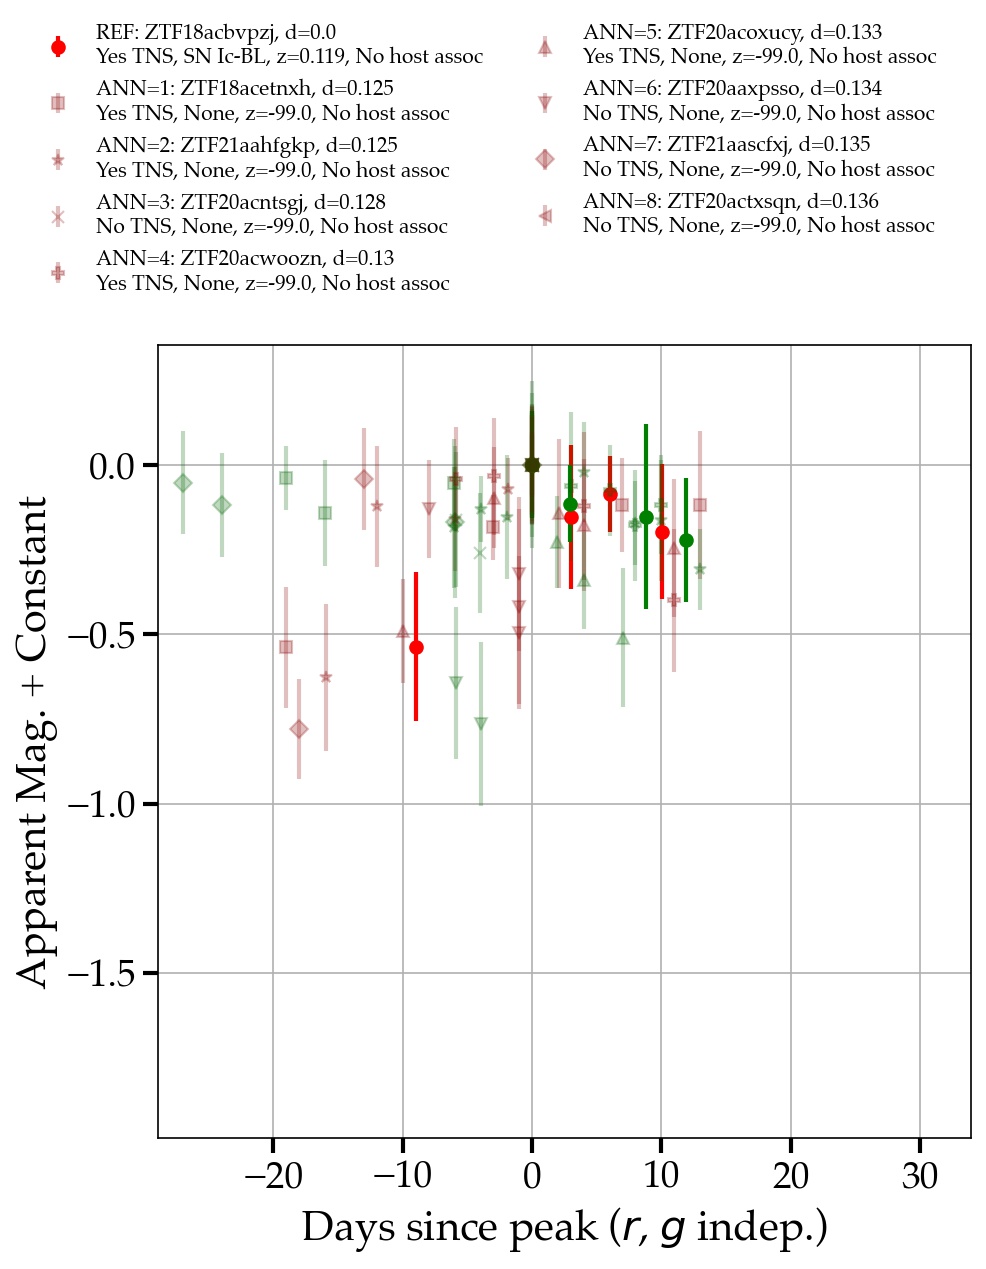 REF: ZTF18acbvpzj, d=0.0
Yes TNS, SN Ic-BL, z=0.119, No host assoc
ANN=1: ZTF18acetnxh, d=0.125
Yes TNS, None, z=-99.0, No host assoc
ANN=2: ZTF21aahfgkp, d=0.125
Yes TNS, None, z=-99.0, No host assoc
ANN=3: ZTF20acntsgj, d=0.128
No TNS, None, z=-99.0, No host assoc
ANN=4: ZTF20acwoozn, d=0.13
Yes TNS, None, z=-99.0, No host assoc
ANN=5: ZTF20acoxucy, d=0.133
Yes TNS, None, z=-99.0, No host assoc
ANN=6: ZTF20aaxpsso, d=0.134
No TNS, None, z=-99.0, No host assoc
ANN=7: ZTF21aascfxj, d=0.135
No TNS, None, z=-99.0, No host assoc
ANN=8: ZTF20actxsqn, d=0.136
No TNS, None, z=-99.0, No host assoc
Apparent Mag. + Constant
0.0
−0.5
−1.0
−1.5
−20
−10
0
10
20
30
Days since peak (r, g indep.)